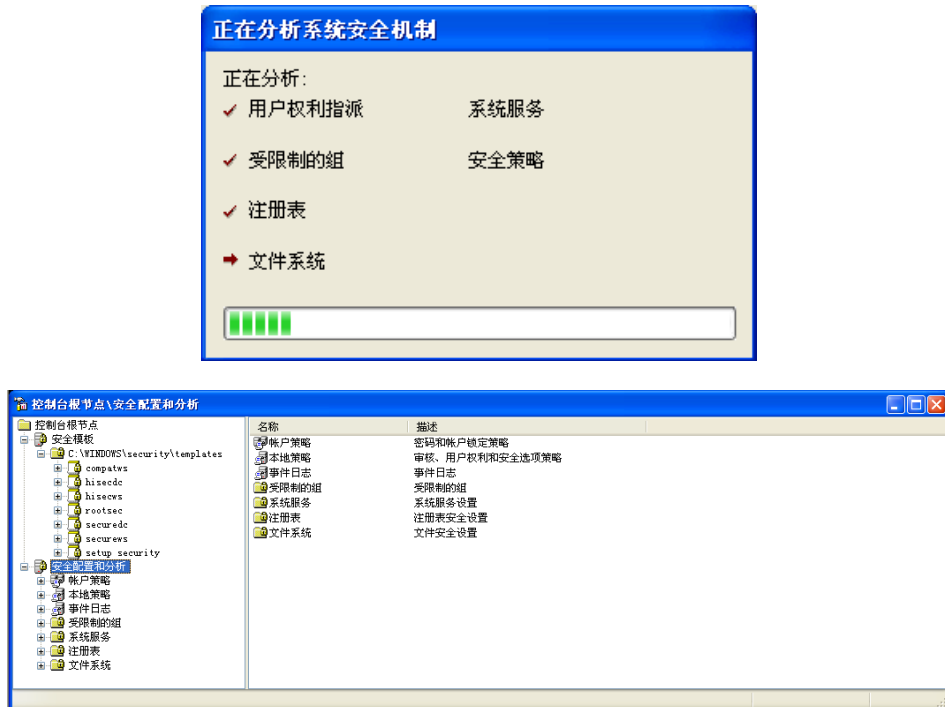 正在分析系统安全机制
正在分析:
用户权利指派 系统服务
受限制的组 安全策略
注册表
文件系统
控制台根节点\安全配置和分析
控制台根节点
安全模板
C:\WINDOWS\security\templates
compatws
hisecdc
hisecws
rootsec
securedc
securews
setup security
安全配置和分析
帐户策略
本地策略
事件日志
受限制的组
系统服务
注册表
文件系统
名称 描述
帐户策略 密码和帐户锁定策略
本地策略 审核、用户权利和安全选项策略
事件日志 事件日志
受限制的组 受限制的组
系统服务 系统服务设置
注册表 注册表安全设置
文件系统 文件安全设置